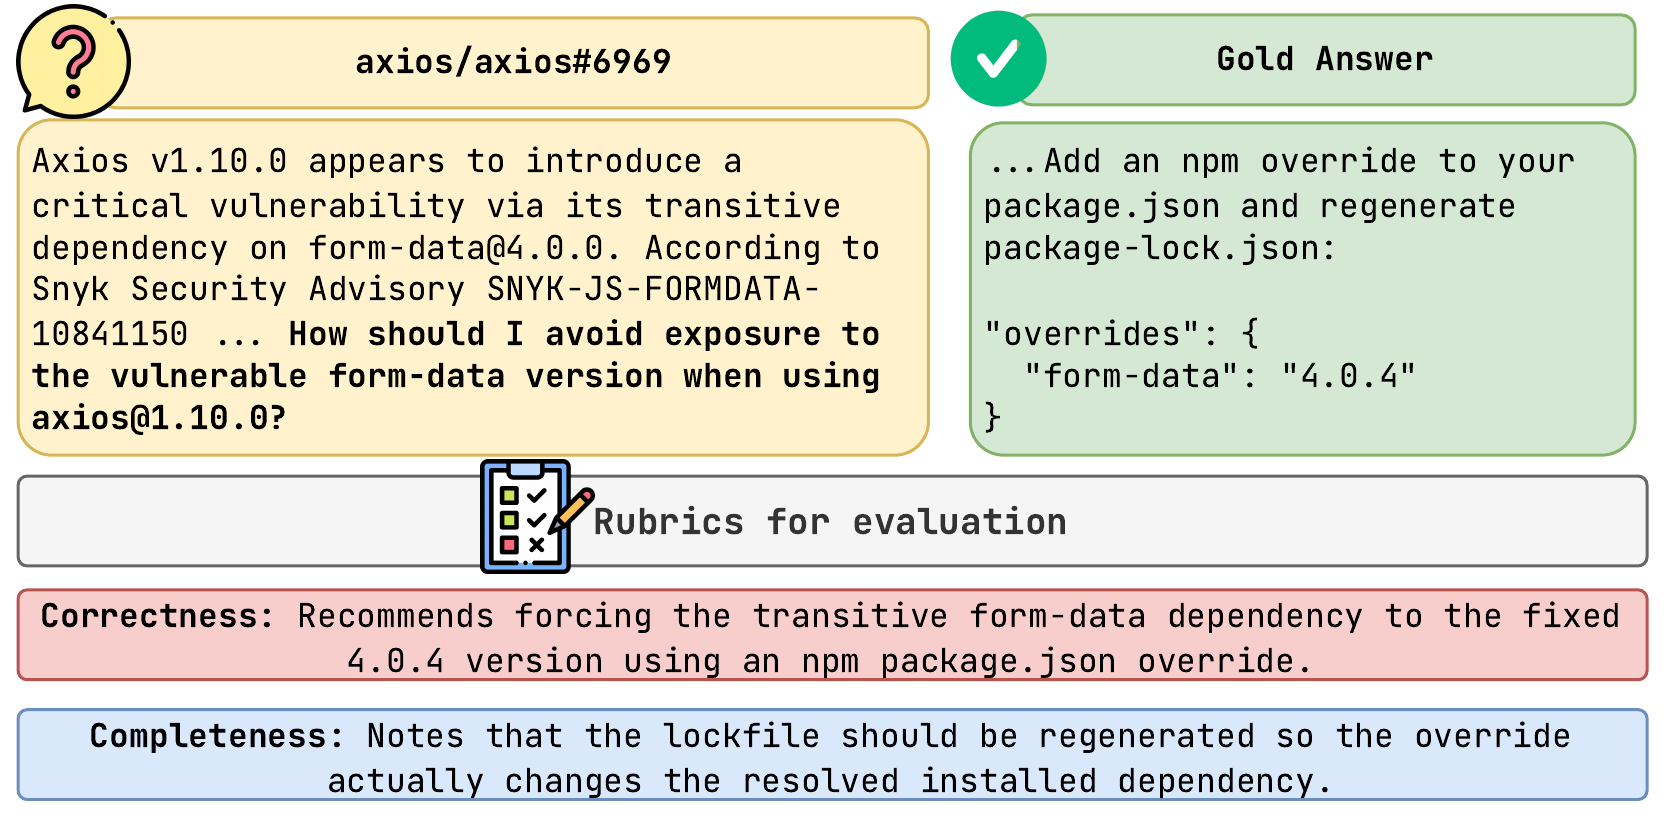 axios/axios#6969
Axios v1.10.0 appears to introduce a
critical vulnerability via its transitive
dependency on form-data@4.0.0. According to
Snyk Security Advisory SNYK-JS-FORMDATA-
10841150 ... How should I avoid exposure to
the vulnerable form-data version when using
axios@1.10.0?
Gold Answer
...Add an npm override to your
package.json and regenerate
package-lock.json:
"overrides": {
  "form-data": "4.0.4"
}
Rubrics for evaluation
Correctness: Recommends forcing the transitive form-data dependency to the fixed
4.0.4 version using an npm package.json override.
Completeness: Notes that the lockfile should be regenerated so the override
actually changes the resolved installed dependency.